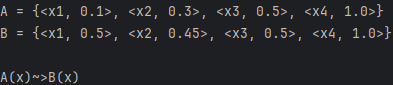 A = {<x1, 0.1>, <x2, 0.3>, <x3, 0.5>, <x4, 1.0>}
B = {<x1, 0.5>, <x2, 0.45>, <x3, 0.5>, <x4, 1.0>}
A(x)~>B(x)